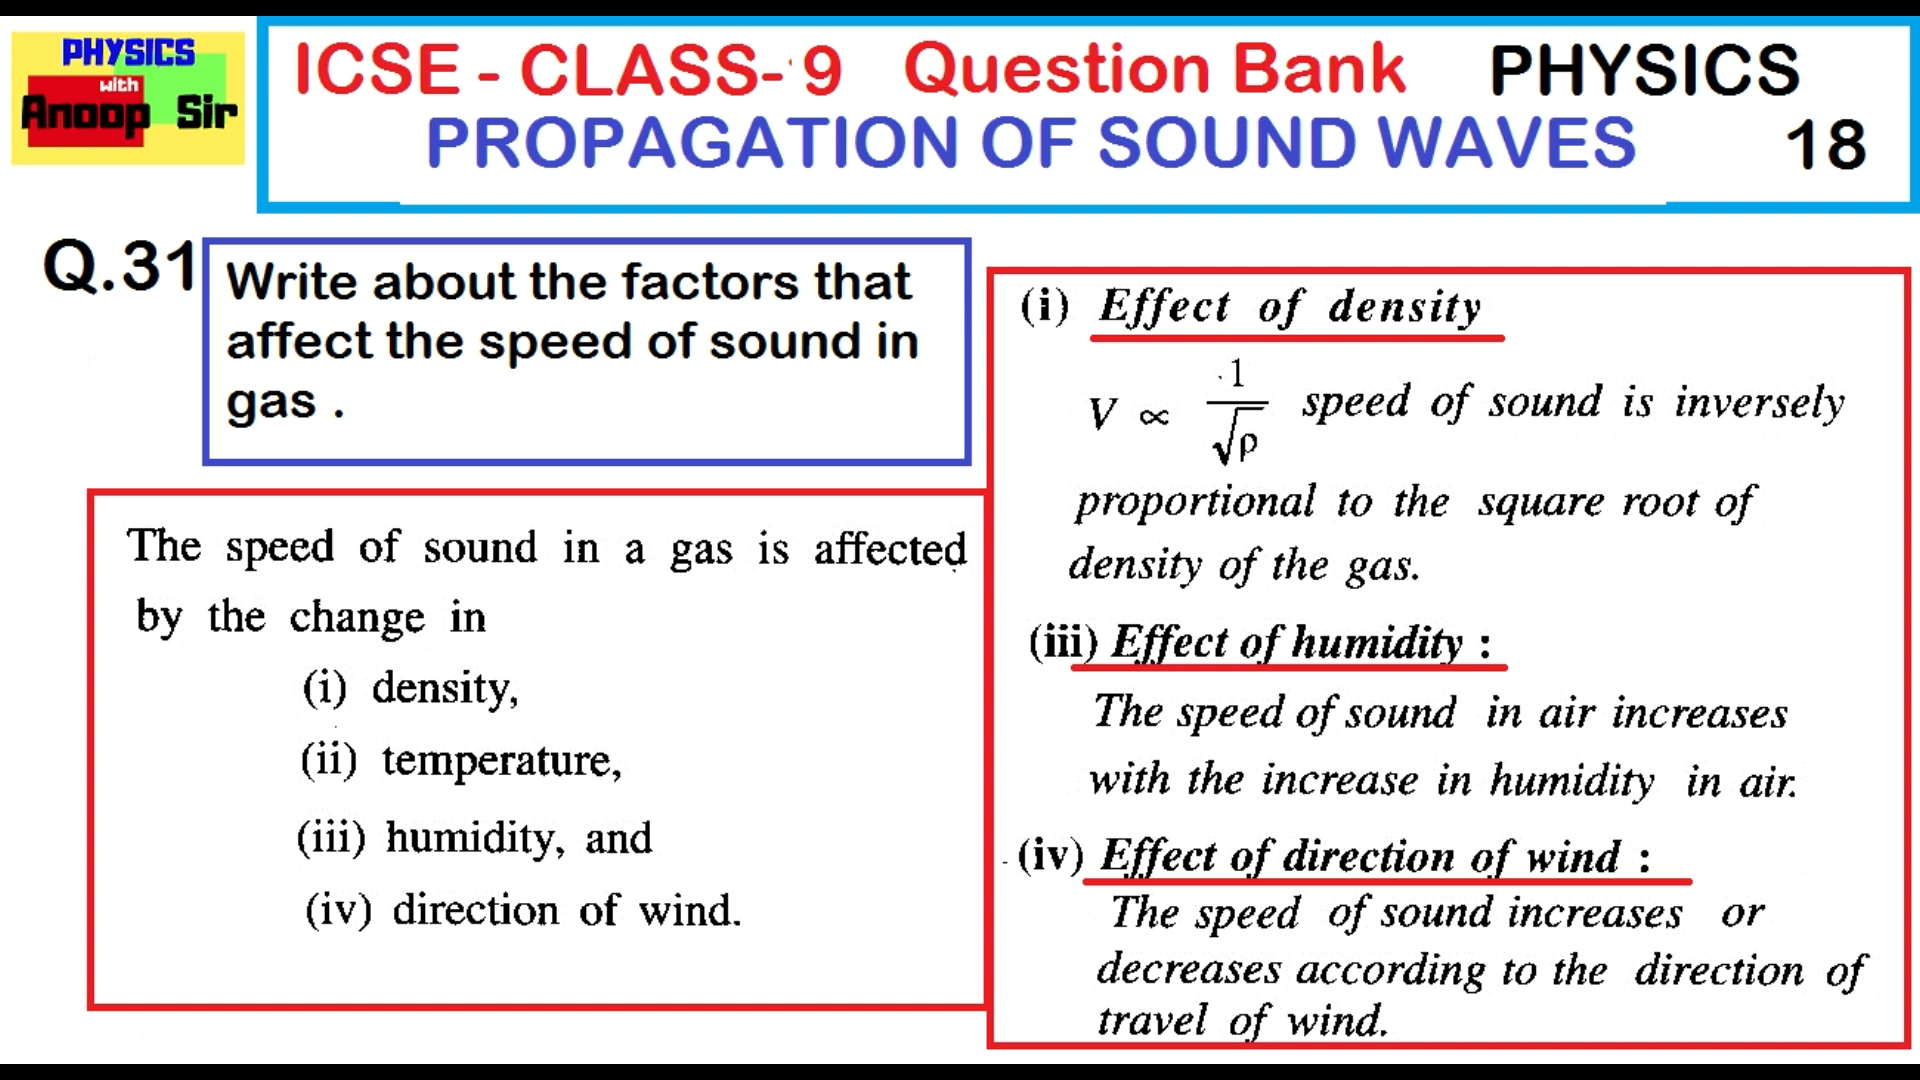 PHYSICS
with
Anoop Sir
ICSE - CLASS- 9 Question Bank PHYSICS
PROPAGATION OF SOUND WAVES 18
Q.31
Write about the factors that
affect the speed of sound in
gas .
The speed of sound in a gas is affected
by the change in
(i) density,
(ii) temperature,
(iii) humidity, and
(iv) direction of wind.
(i) Effect of density
V ∝ 1/√ρ speed of sound is inversely
proportional to the square root of
density of the gas.
(iii) Effect of humidity :
The speed of sound in air increases
with the increase in humidity in air.
(iv) Effect of direction of wind :
The speed of sound increases or
decreases according to the direction of
travel of wind.